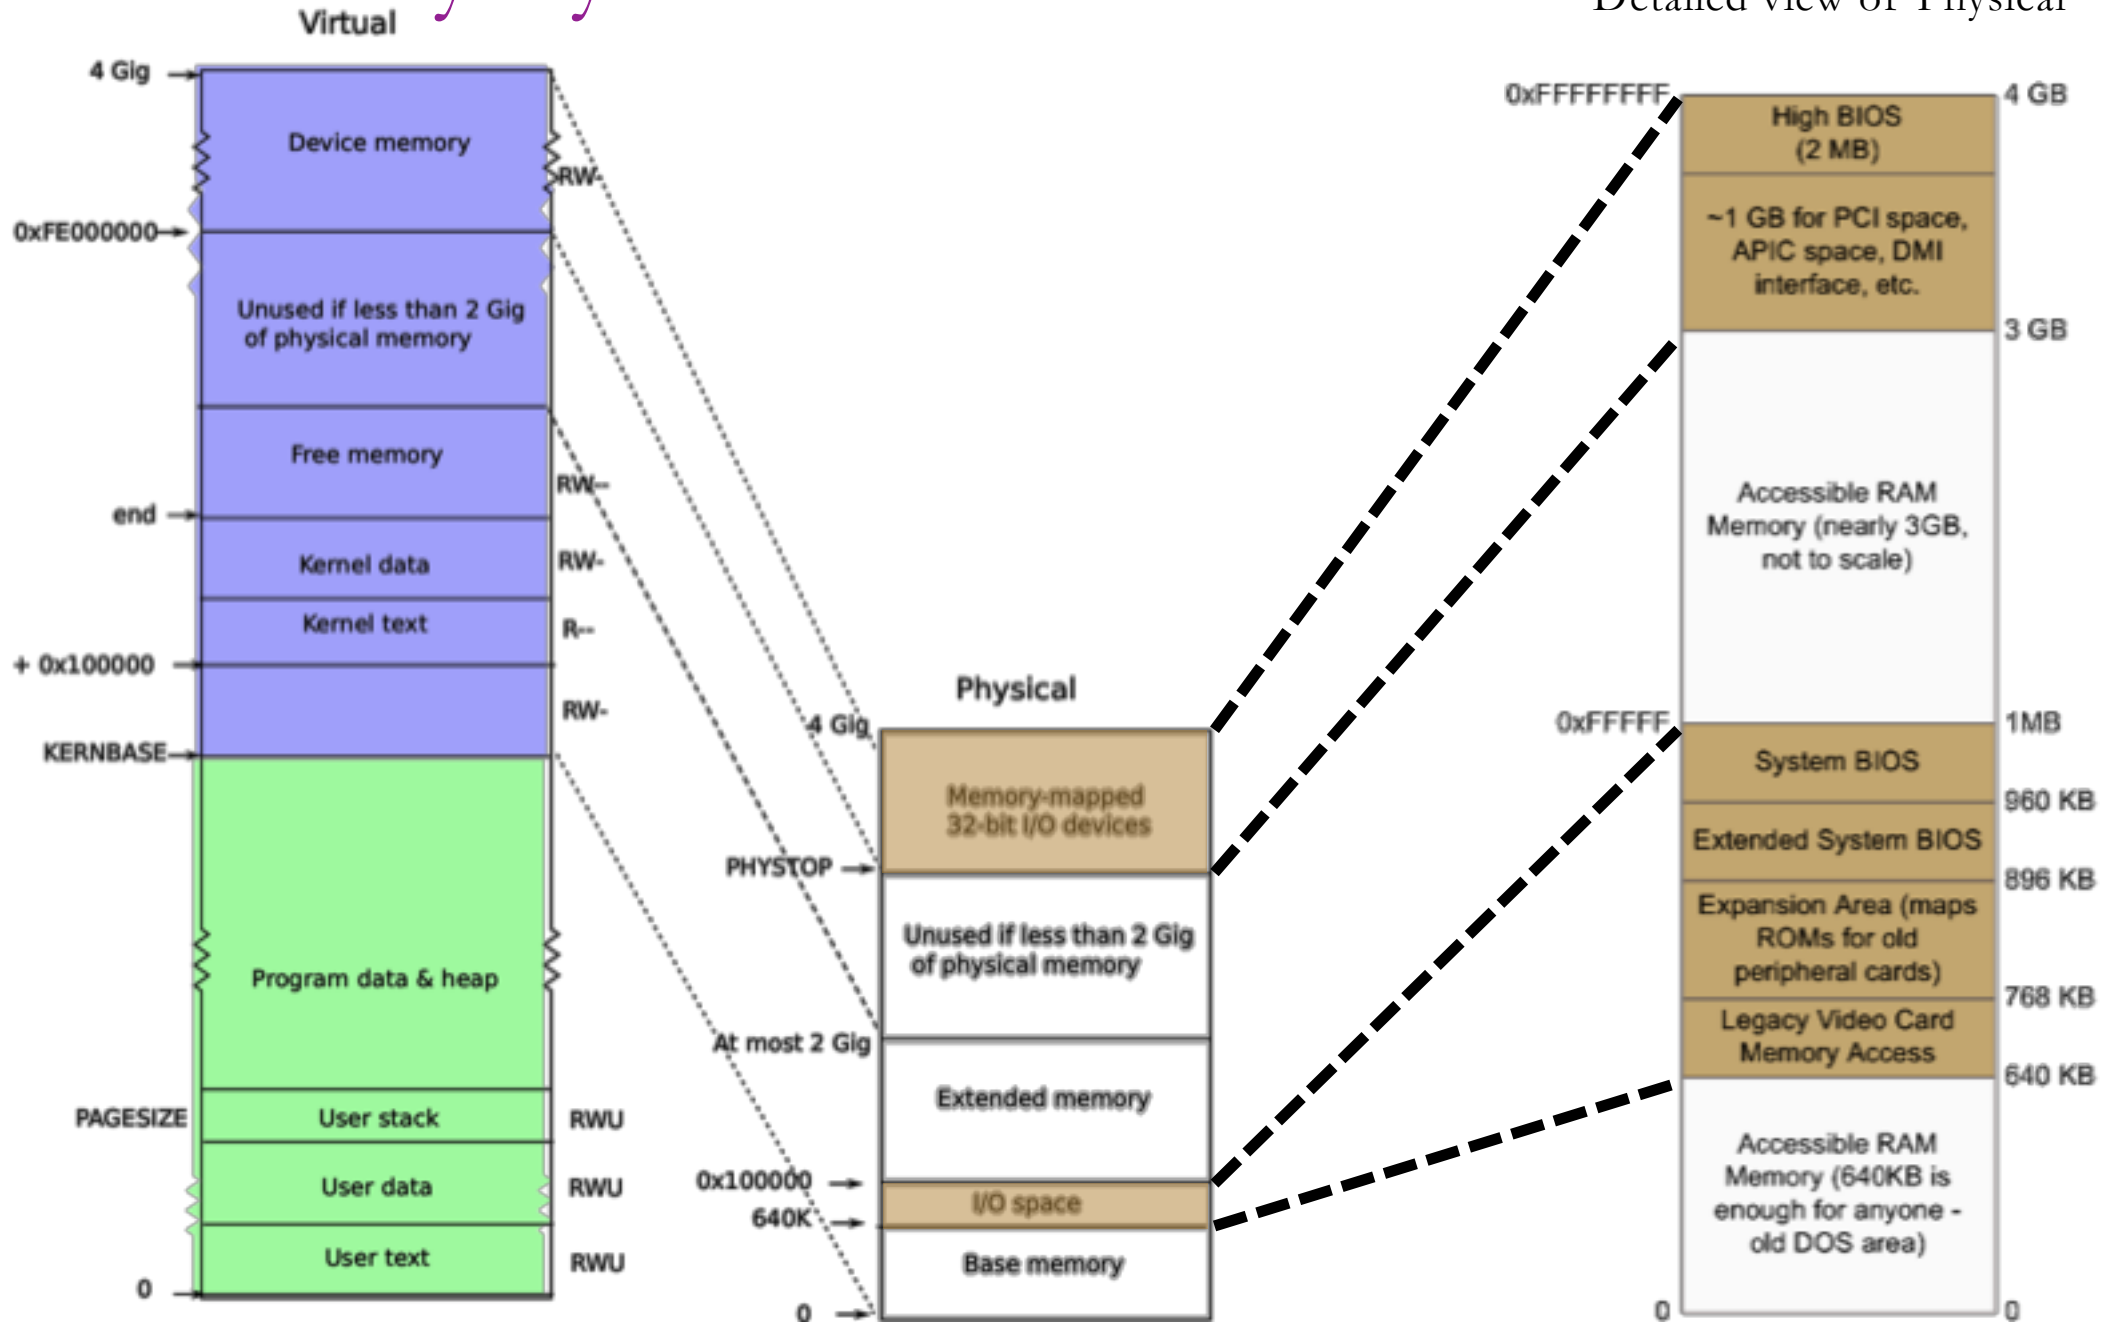 Detailed view of Physical
Virtual
4 Gig
Device memory
RW-
0xFE000000
Unused if less than 2 Gig
of physical memory
Free memory
RW--
end
Kernel data
RW-
Kernel text
R--
+ 0x100000
RW-
KERNBASE
Program data & heap
PAGESIZE
User stack
RWU
User data
RWU
User text
RWU
0
Physical
4 Gig
Memory-mapped
32-bit I/O devices
PHYSTOP
Unused if less than 2 Gig
of physical memory
At most 2 Gig
Extended memory
0x100000
I/O space
640K
Base memory
0
0xFFFFFFFF
4 GB
High BIOS
(2 MB)
~1 GB for PCI space,
APIC space, DMI
interface, etc.
3 GB
Accessible RAM
Memory (nearly 3GB,
not to scale)
0xFFFFF
1MB
System BIOS
960 KB
Extended System BIOS
896 KB
Expansion Area (maps
ROMs for old
peripheral cards)
768 KB
Legacy Video Card
Memory Access
640 KB
Accessible RAM
Memory (640KB is
enough for anyone -
old DOS area)
0
0